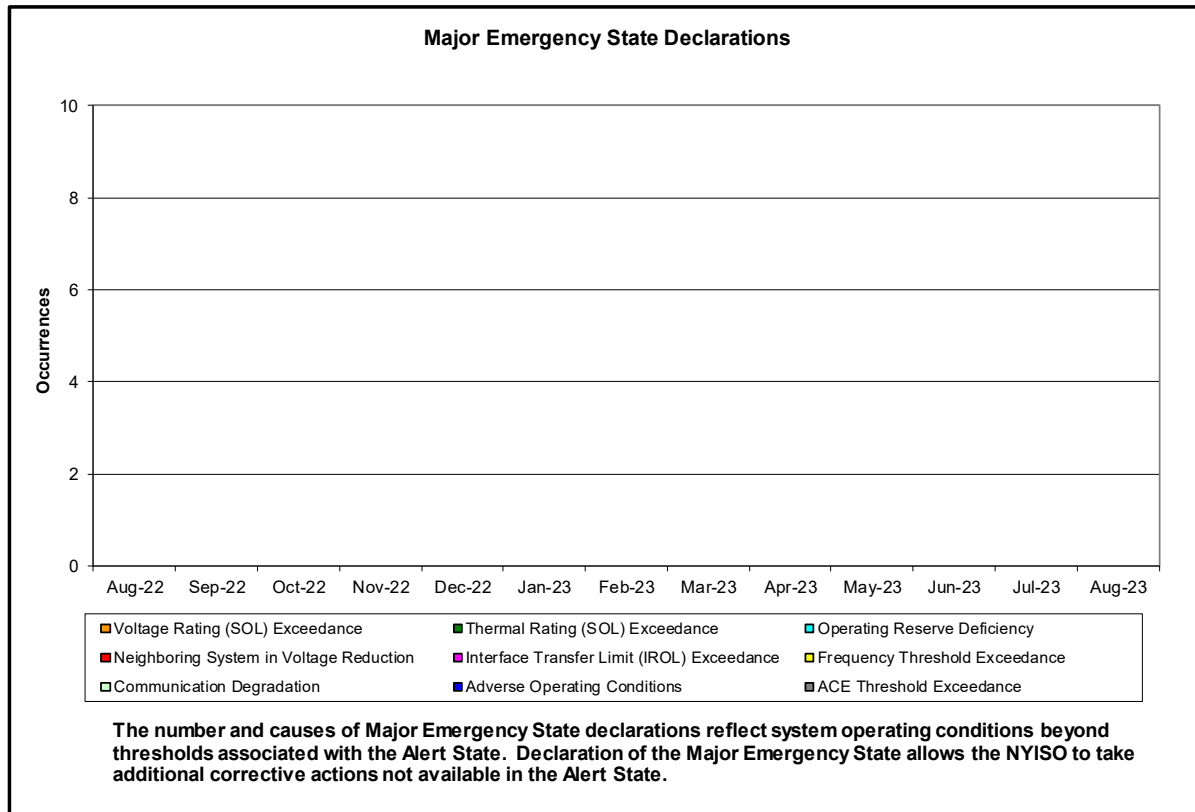 Major Emergency State Declarations
10
8
6
4
2
0
Occurrences
Aug-22 Sep-22 Oct-22 Nov-22 Dec-22 Jan-23 Feb-23 Mar-23 Apr-23 May-23 Jun-23 Jul-23 Aug-23
Voltage Rating (SOL) Exceedance Thermal Rating (SOL) Exceedance Operating Reserve Deficiency
Neighboring System in Voltage Reduction Interface Transfer Limit (IROL) Exceedance Frequency Threshold Exceedance
Communication Degradation Adverse Operating Conditions ACE Threshold Exceedance
The number and causes of Major Emergency State declarations reflect system operating conditions beyond
thresholds associated with the Alert State.  Declaration of the Major Emergency State allows the NYISO to take
additional corrective actions not available in the Alert State.